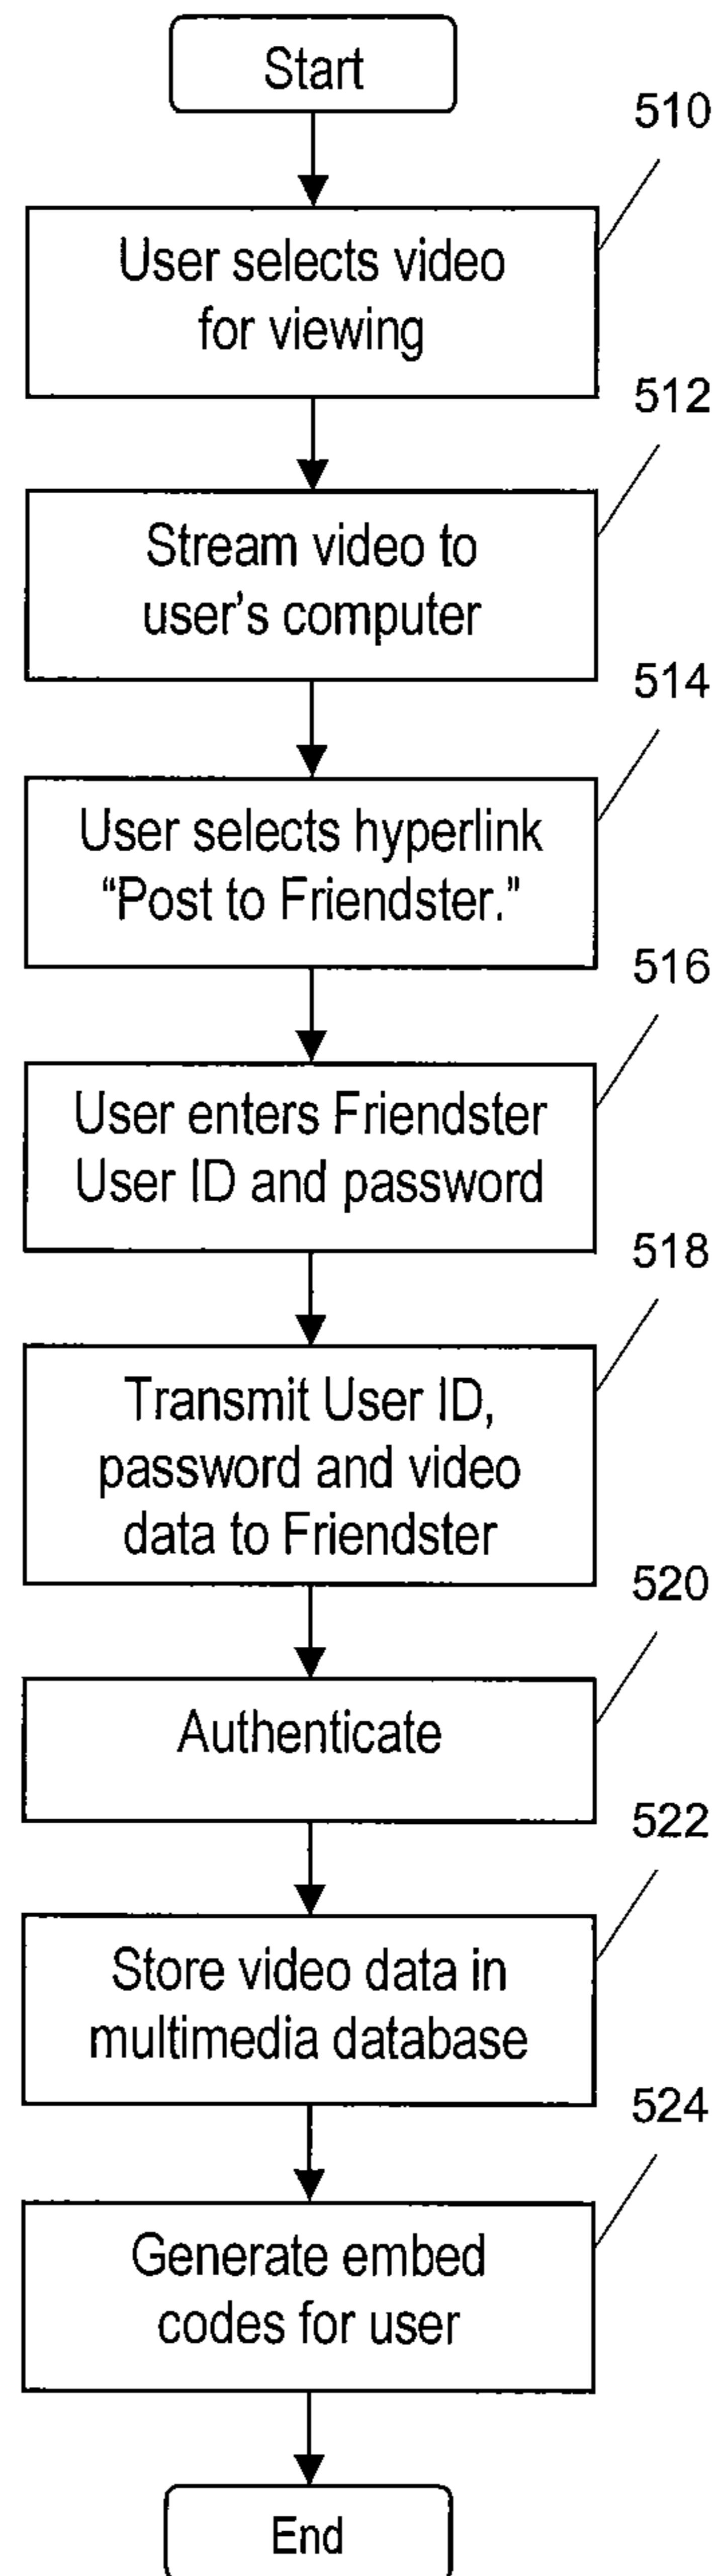 Start
510
User selects video
for viewing
512
Stream video to
user's computer
514
User selects hyperlink
“Post to Friendster.”
516
User enters Friendster
User ID and password
518
Transmit User ID,
password and video
data to Friendster
520
Authenticate
522
Store video data in
multimedia database
524
Generate embed
codes for user
End